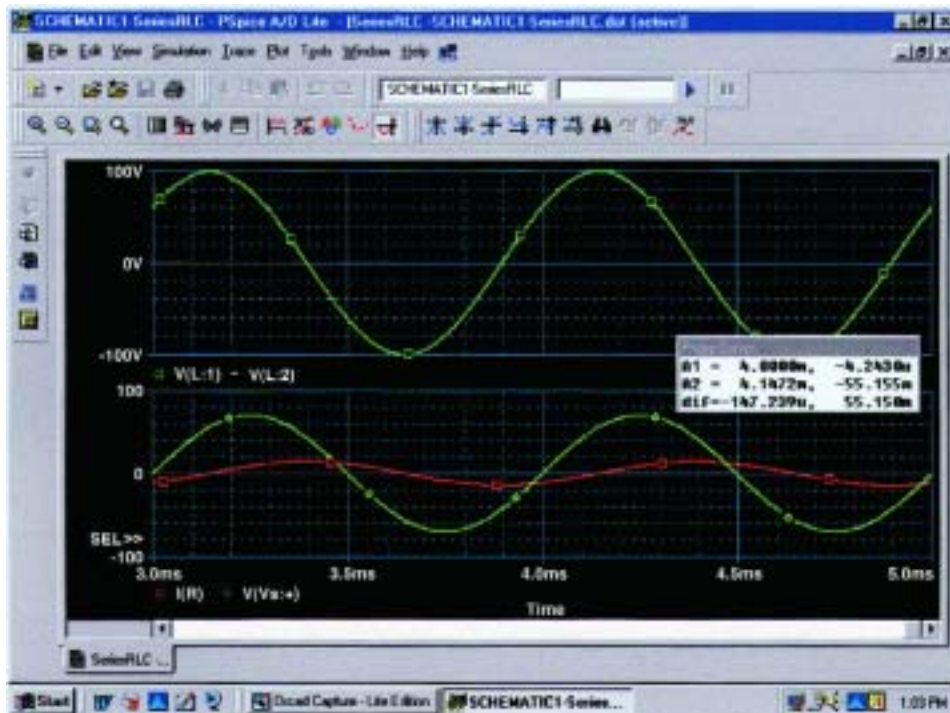 SCHEMATIC1-SeriesRLC - PSpice A/D Lite - [SeriesRLC-SCHEMATIC1-SeriesRLC.dat (active)]
File Edit View Simulation Trace Plot Tools Window Help
SCHEMATIC1-SeriesRLC
100V
0V
-100V
V(L:1) - V(L:2)
A1 = 4.0000m, -4.2430u
A2 = 4.1472m, -55.155m
dif=-147.239u, 55.150m
100
0
SEL>>
-100
3.0ms 3.5ms 4.0ms 4.5ms 5.0ms
I(R) V(Vs:+)
Time
SeriesRLC ...
Start Orcad Capture - Lite Edition SCHEMATIC1-Series... 1:03 PM